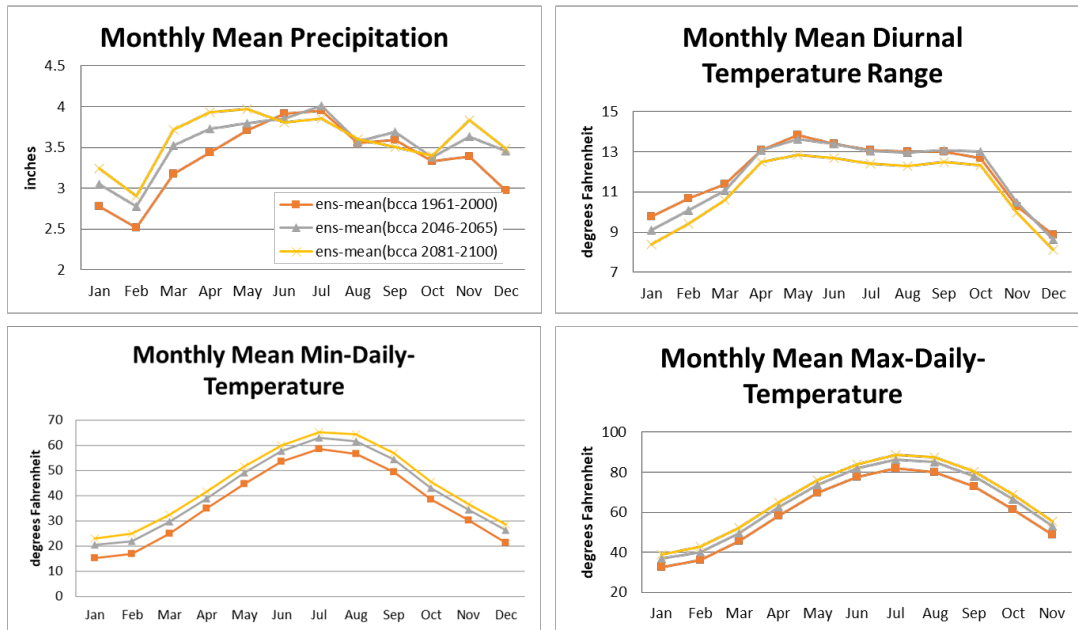 Monthly Mean Precipitation
4.5
4
3.5
3
2.5
2
inches
ens-mean(bcca 1961-2000)
ens-mean(bcca 2046-2065)
ens-mean(bcca 2081-2100)
Jan Feb Mar Apr May Jun Jul Aug Sep Oct Nov Dec
Monthly Mean Diurnal
Temperature Range
15
13
11
9
7
degrees Fahrenheit
Jan Feb Mar Apr May Jun Jul Aug Sep Oct Nov Dec
Monthly Mean Min-Daily-
Temperature
70
60
50
40
30
20
10
0
degrees Fahrenheit
Jan Feb Mar Apr May Jun Jul Aug Sep Oct Nov Dec
Monthly Mean Max-Daily-
Temperature
100
80
60
40
20
degrees Fahrenheit
Jan Feb Mar Apr May Jun Jul Aug Sep Oct Nov